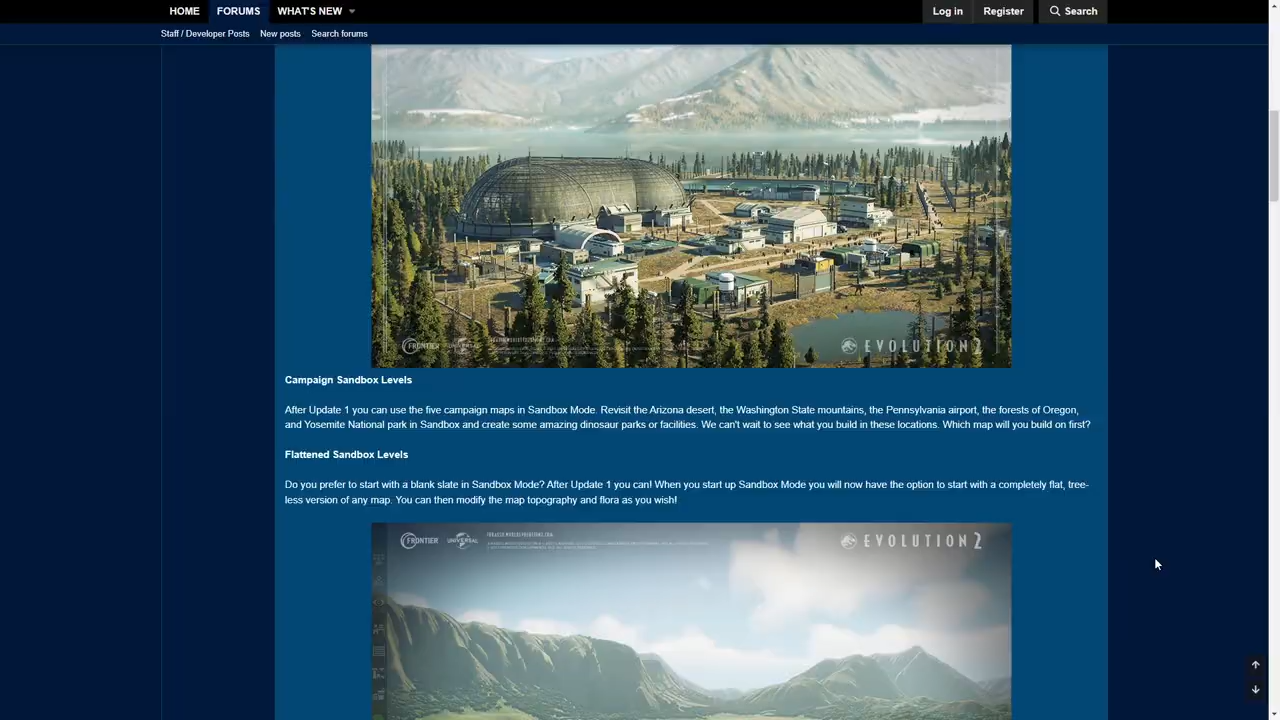 HOME FORUMS WHAT'S NEW Log in Register Search
Staff / Developer Posts New posts Search forums
FRONTIER UNIVERSAL EVOLUTION 2
Campaign Sandbox Levels
After Update 1 you can use the five campaign maps in Sandbox Mode. Revisit the Arizona desert, the Washington State mountains, the Pennsylvania airport, the forests of Oregon,
and Yosemite National park in Sandbox and create some amazing dinosaur parks or facilities. We can't wait to see what you build in these locations. Which map will you build on first?
Flattened Sandbox Levels
Do you prefer to start with a blank slate in Sandbox Mode? After Update 1 you can! When you start up Sandbox Mode you will now have the option to start with a completely flat, tree-
less version of any map. You can then modify the map topography and flora as you wish!
FRONTIER UNIVERSAL EVOLUTION 2